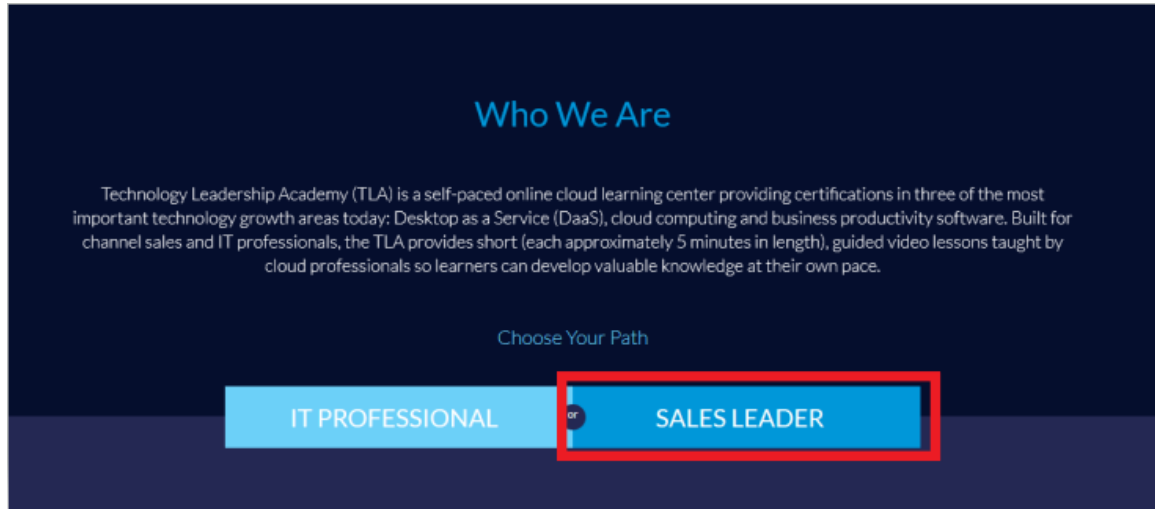 Who We Are
Technology Leadership Academy (TLA) is a self-paced online cloud learning center providing certifications in three of the most
important technology growth areas today: Desktop as a Service (DaaS), cloud computing and business productivity software. Built for
channel sales and IT professionals, the TLA provides short (each approximately 5 minutes in length), guided video lessons taught by
cloud professionals so learners can develop valuable knowledge at their own pace.
Choose Your Path
IT PROFESSIONAL or SALES LEADER